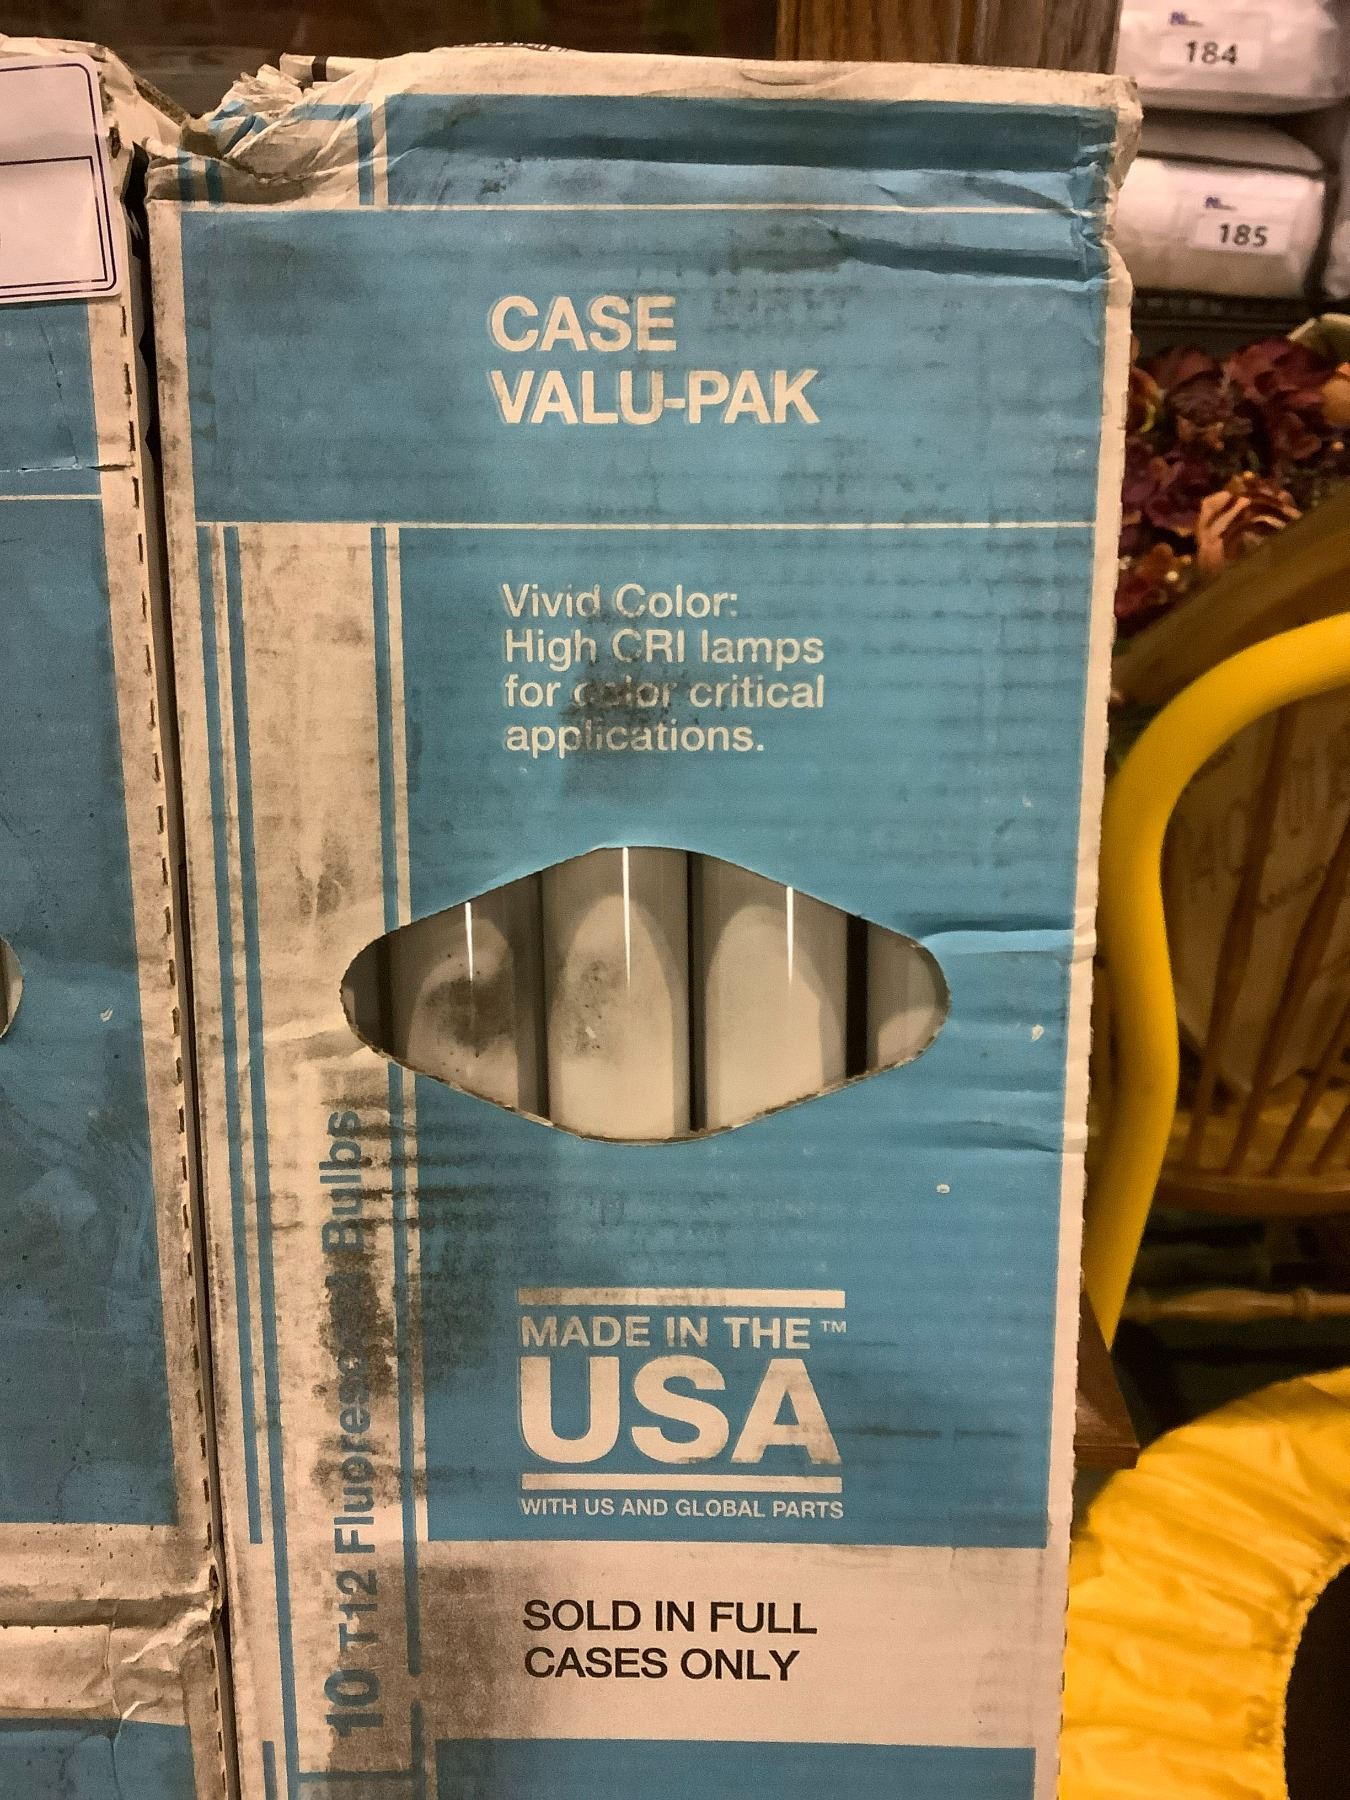 184
185
CASE
VALU-PAK
Vivid Color:
High CRI lamps
for color critical
applications.
10 T12 Fluorescent Bulbs
MADE IN THE™
USA
WITH US AND GLOBAL PARTS
SOLD IN FULL
CASES ONLY